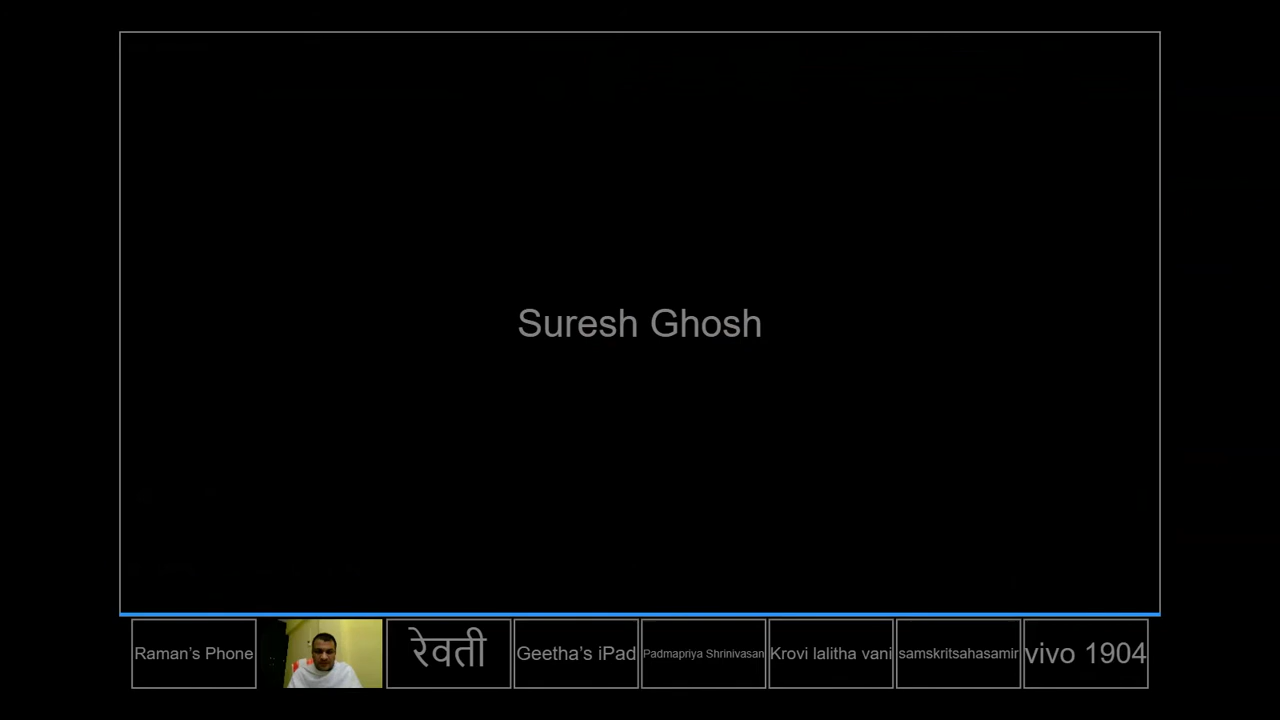 Suresh Ghosh
Raman's Phone
रेवती
Geetha's iPad
Padmapriya Shrinivasan
Krovi lalitha vani
samskritsahasamir
vivo 1904